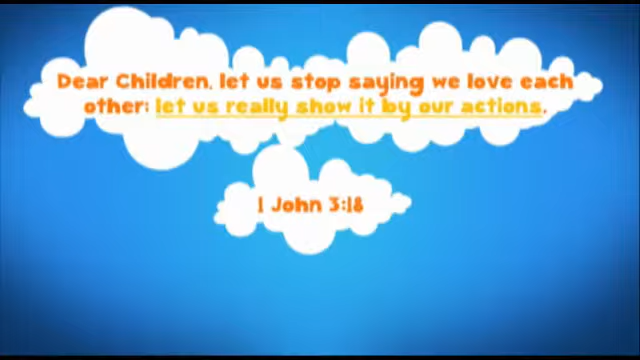 Dear Children, let us stop saying we love each
other; let us really show it by our actions.
1 John 3:18